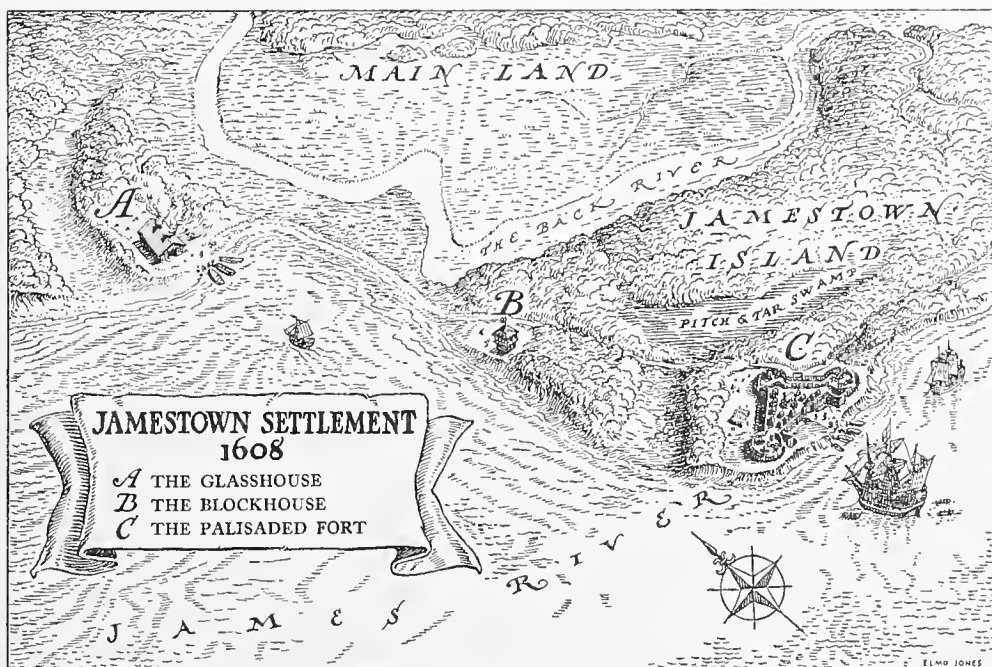 MAIN LAND
A
THE BACK RIVER
JAMESTOWN
ISLAND
B
PITCH & TAR SWAMP
C
JAMESTOWN SETTLEMENT
1608
A THE GLASSHOUSE
B THE BLOCKHOUSE
C THE PALISADED FORT
JAMES RIVER
ELMO JONES